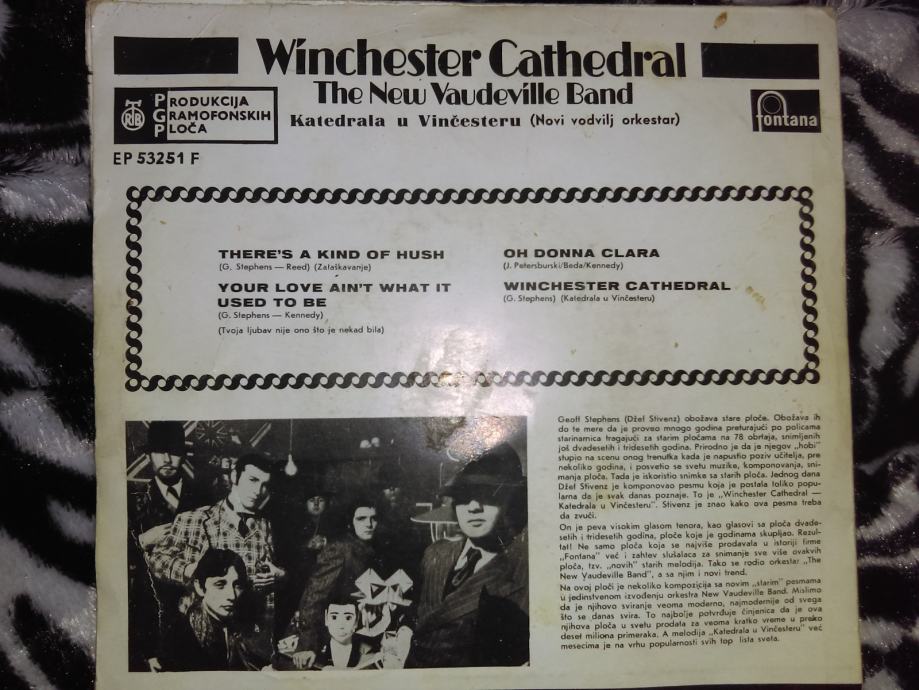 Winchester Cathedral
The New Vaudeville Band
Katedrala u Vinčesteru (Novi vodvilj orkestar)
RTB
PRODUKCIJA
GRAMOFONSKIH
PLOČA
fontana
EP 53251 F
THERE'S A KIND OF HUSH
(G. Stephens — Reed) (Zataškavanje)
YOUR LOVE AIN'T WHAT IT
USED TO BE
(G. Stephens — Kennedy)
(Tvoja ljubav nije ono što je nekad bila)
OH DONNA CLARA
(J. Petersburski/Beda/Kennedy)
WINCHESTER CATHEDRAL
(G. Stephens) (Katedrala u Vinčesteru)
Geoff Stephens (Džef Stivenz) obožava stare ploče. Obožava ih
do te mere da je proveo mnogo godina preturajući po policama
starinarnica tragajući za starim pločama na 78 obrtaja, snimljenih
još dvadesetih i tridesetih godina. Prirodno je da je njegov „hobi"
stupio na scenu onog trenutka kada je napustio poziv učitelja, pre
nekoliko godina, i posvetio se svetu muzike, komponovanja, sni-
manja ploča. Tada je iskoristio snimke sa starih ploča. Jednog dana
Džef Stivenz je komponovao pesmu koja je postala toliko popu-
larna da je svak danas poznaje. To je „Winchester Cathedral —
Katedrala u Vinčesteru". Stivenz je znao kako ova pesma treba
da zvuči.
On je peva visokim glasom tenora, kao glasovi sa ploča dvade-
setih i tridesetih godina, ploče koje je godinama skupljao. Rezul-
tat! Ne samo ploča koja se najviše prodavala u istoriji firme
„Fontana" već i zahtev slušalaca za snimanje sve više ovakvih
ploča, tzv. „novih" starih melodija. Tako se rodio orkestar „The
New Vaudeville Band", a sa njim i novi trend.
Na ovoj ploči je nekoliko kompozicija sa novim „starim" pesmama
u jedinstvenom izvođenju orkestra New Vaudeville Band. Mislimo
da je njihovo sviranje veoma moderno, najmodernije od svega
što se danas svira. To najbolje potvrđuje činjenica da je ova
njihova ploča u svetu prodata za veoma kratko vreme u preko
deset miliona primeraka. A melodija „Katedrala u Vinčesteru" već
mesecima je na vrhu popularnosti svih top lista sveta.